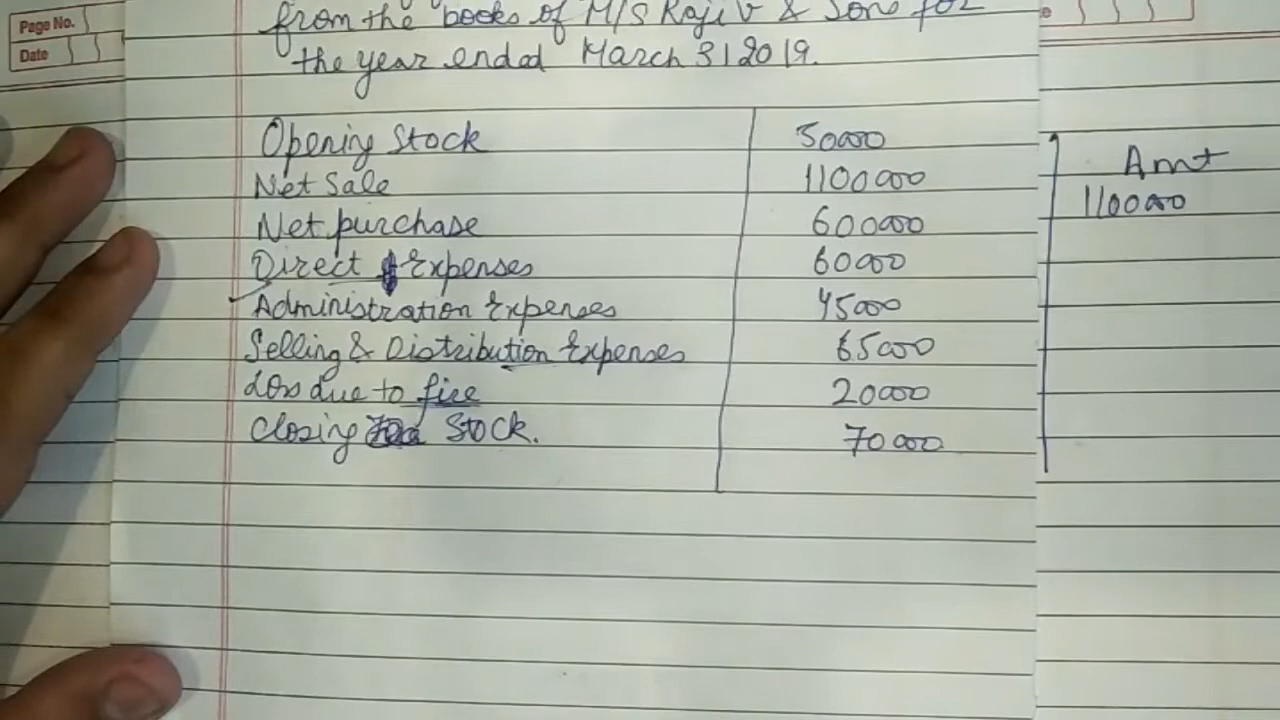 Page No.
Date
from the books of M/S Rajiv & Sons for
the year ended March 31 2019.
Opening Stock 50000
Net Sale 1100000
Net purchase 600000
Direct Expenses 60000
Administration Expenses 45000
Selling & Distribution Expenses 65000
Loss due to fire 20000
Closing Stock. 70000
Amt
1100000